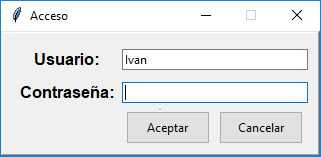 Acceso
Usuario: Ivan
Contraseña:
Aceptar Cancelar